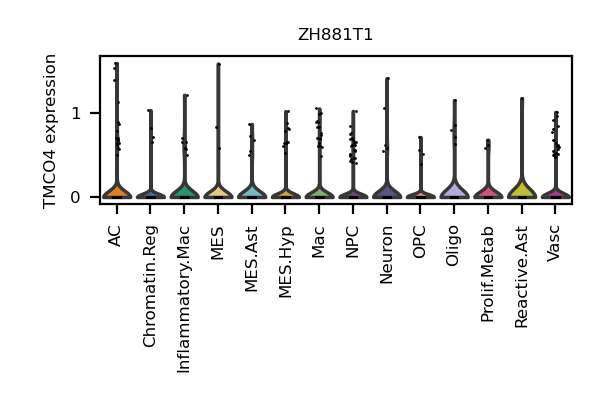 ZH881T1
TMCO4 expression
1
0
AC
Chromatin.Reg
Inflammatory.Mac
MES
MES.Ast
MES.Hyp
Mac
NPC
Neuron
OPC
Oligo
Prolif.Metab
Reactive.Ast
Vasc